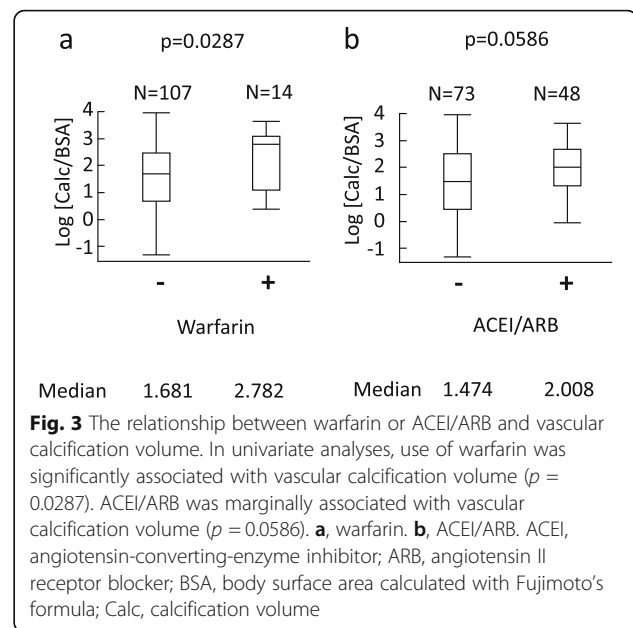 a
b
p=0.0287
p=0.0586
N=107 N=14
N=73 N=48
Log [Calc/BSA]
4
3
2
1
0
-1
Log [Calc/BSA]
4
3
2
1
0
-1
- +
- +
Warfarin
ACEI/ARB
Median 1.681 2.782
Median 1.474 2.008
Fig. 3 The relationship between warfarin or ACEI/ARB and vascular
calcification volume. In univariate analyses, use of warfarin was
significantly associated with vascular calcification volume (p =
0.0287). ACEI/ARB was marginally associated with vascular
calcification volume (p = 0.0586). a, warfarin. b, ACEI/ARB. ACEI,
angiotensin-converting-enzyme inhibitor; ARB, angiotensin II
receptor blocker; BSA, body surface area calculated with Fujimoto's
formula; Calc, calcification volume